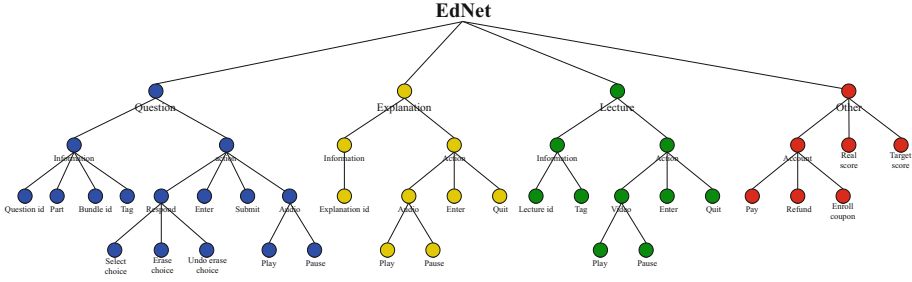 EdNet
Question
Explanation
Lecture
Other
Information
action
Information
Action
Information
Action
Account
Real
score
Target
score
Question id
Part
Bundle id
Tag
Respond
Enter
Submit
Audio
Explanation id
Audio
Enter
Quit
Lecture id
Tag
Video
Enter
Quit
Pay
Refund
Enroll
coupon
Select
choice
Erase
choice
Undo erase
choice
Play
Pause
Play
Pause
Play
Pause